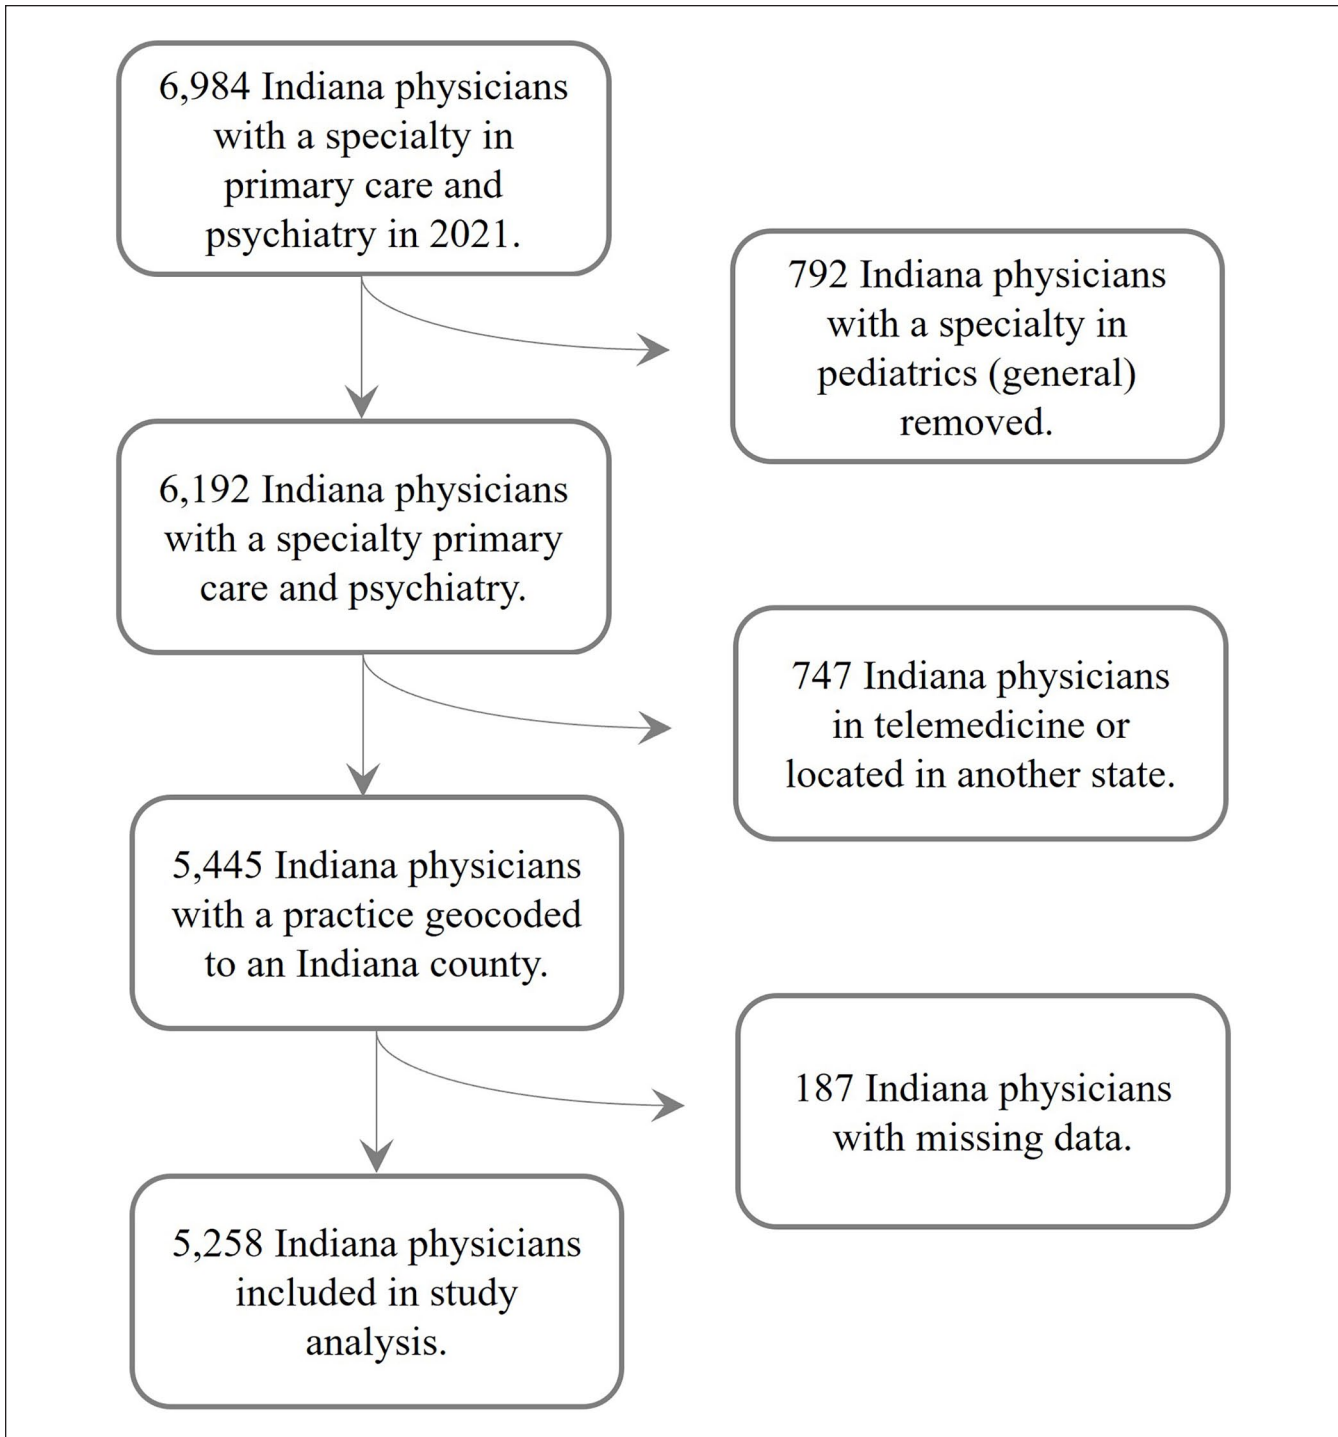 6,984 Indiana physicians
with a specialty in
primary care and
psychiatry in 2021.
792 Indiana physicians
with a specialty in
pediatrics (general)
removed.
6,192 Indiana physicians
with a specialty primary
care and psychiatry.
747 Indiana physicians
in telemedicine or
located in another state.
5,445 Indiana physicians
with a practice geocoded
to an Indiana county.
187 Indiana physicians
with missing data.
5,258 Indiana physicians
included in study
analysis.